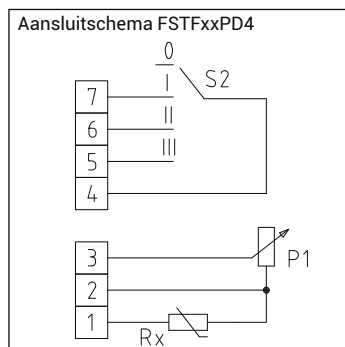 Aansluitschema FSTFxxPD4
0
S2
7 I
6 II
5 III
4
3
P1
2
1
Rx